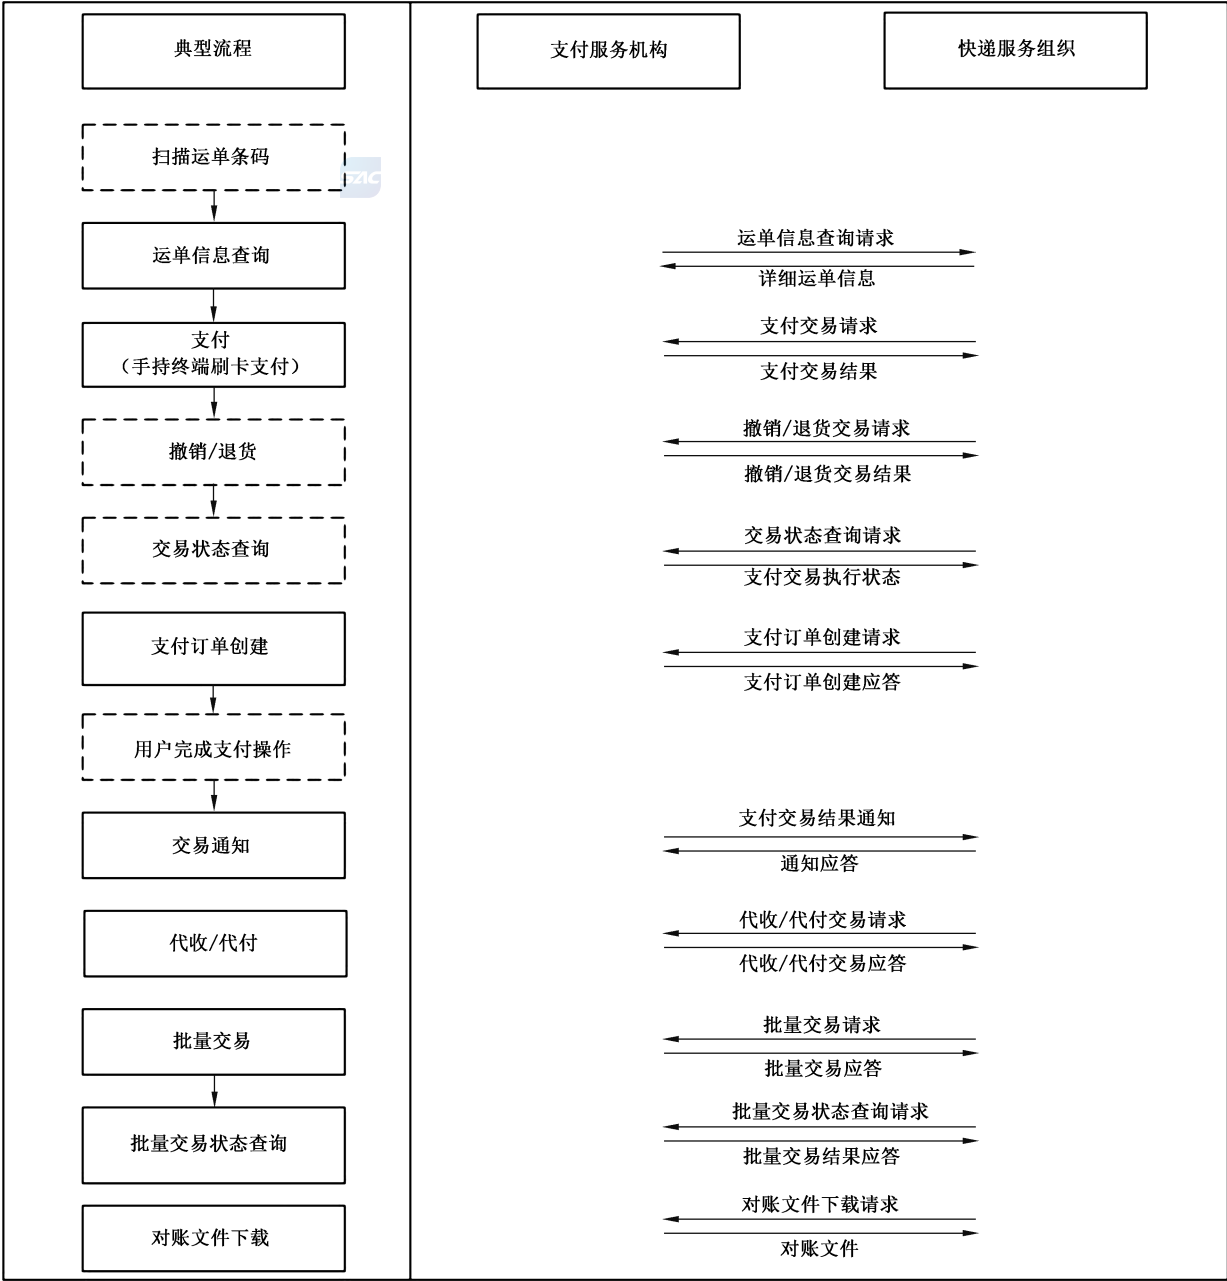 典型流程
支付服务机构
快递服务组织
扫描运单条码
SAC
运单信息查询
运单信息查询请求
详细运单信息
支付
（手持终端刷卡支付）
支付交易请求
支付交易结果
撤销/退货
撤销/退货交易请求
撤销/退货交易结果
交易状态查询
交易状态查询请求
支付交易执行状态
支付订单创建
支付订单创建请求
支付订单创建应答
用户完成支付操作
交易通知
支付交易结果通知
通知应答
代收/代付
代收/代付交易请求
代收/代付交易应答
批量交易
批量交易请求
批量交易应答
批量交易状态查询
批量交易状态查询请求
批量交易结果应答
对账文件下载
对账文件下载请求
对账文件